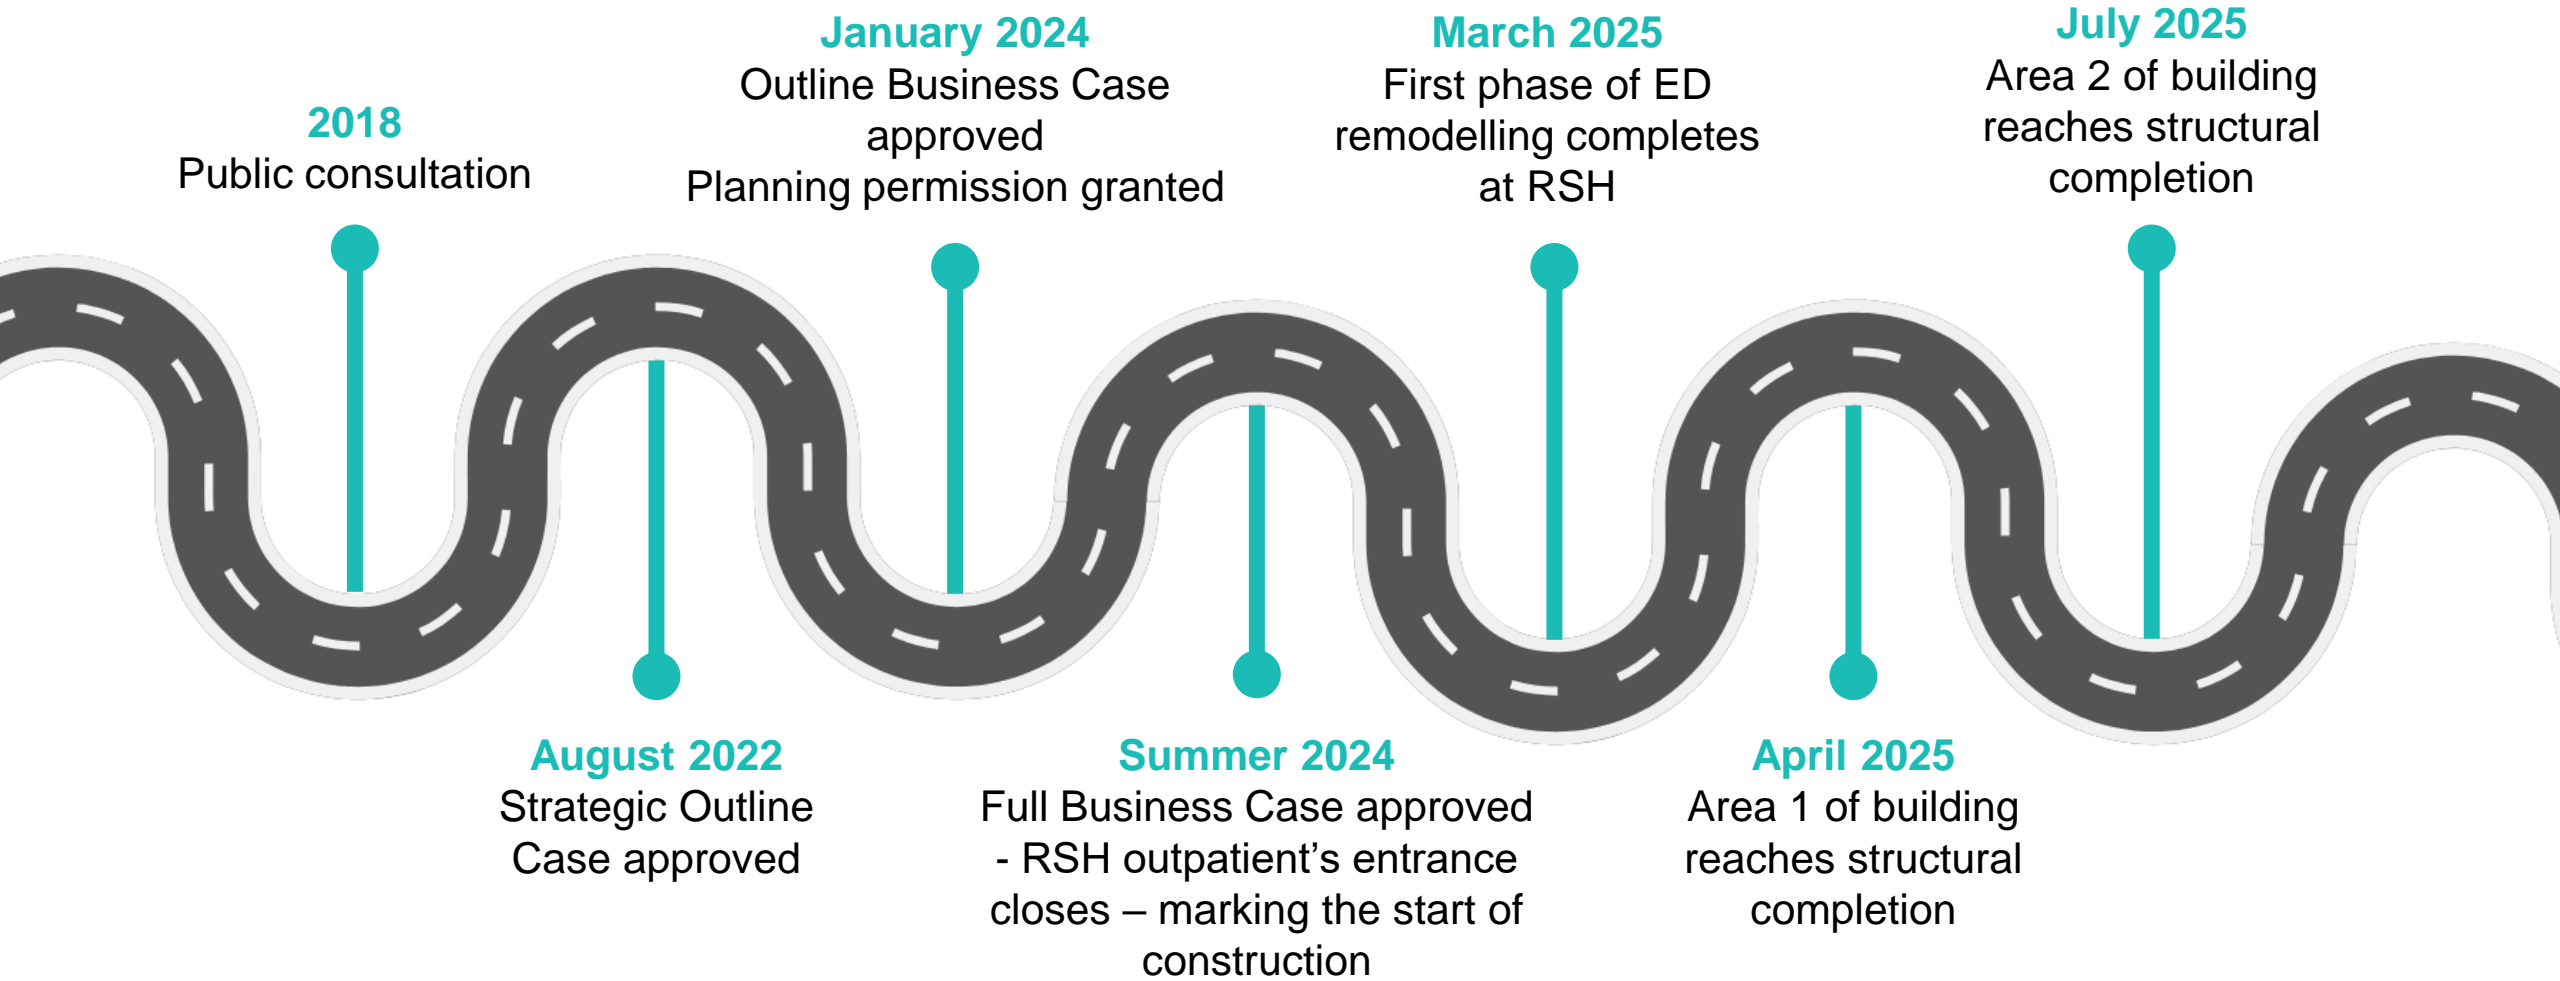 2018
Public consultation
August 2022
Strategic Outline
Case approved
January 2024
Outline Business Case
approved
Planning permission granted
Summer 2024
Full Business Case approved
- RSH outpatient’s entrance
closes – marking the start of
construction
March 2025
First phase of ED
remodelling completes
at RSH
April 2025
Area 1 of building
reaches structural
completion
July 2025
Area 2 of building
reaches structural
completion